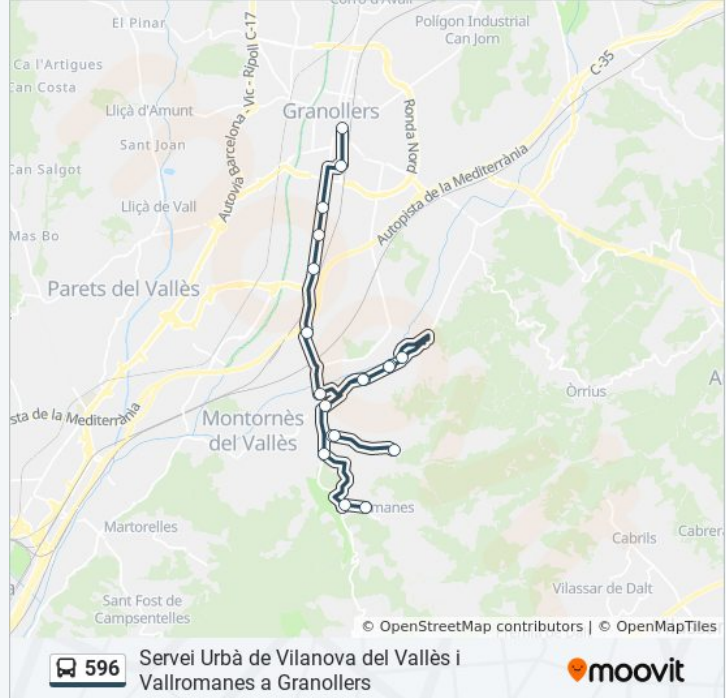 Corró d'Avall
El Pinar
Polígon Industrial
Can Jorn
Ca l'Artigues
Can Costa
C-35
Autovia Barcelona - Vic - Ripoll C-17
Lliçà d'Amunt
Granollers
Ronda Nord
Sant Joan
Can Salgot
Autopista de la Mediterrània
Lliçà de Vall
Mas Bo
Parets del Vallès
Òrrius
A
sta de la Mediterrània
Montornès
del Vallès
manes
Martorelles
Cabrils
Cabrer
Vilassar de Dalt
Sant Fost de
Campsentelles
a
© OpenStreetMap contributors | © OpenMapTiles
596
Servei Urbà de Vilanova del Vallès i
Vallromanes a Granollers
moovit